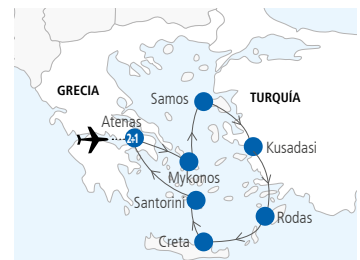 GRECIA
Samos
TURQUÍA
Atenas
2+1
Kusadasi
Mykonos
Santorini
Rodas
Creta